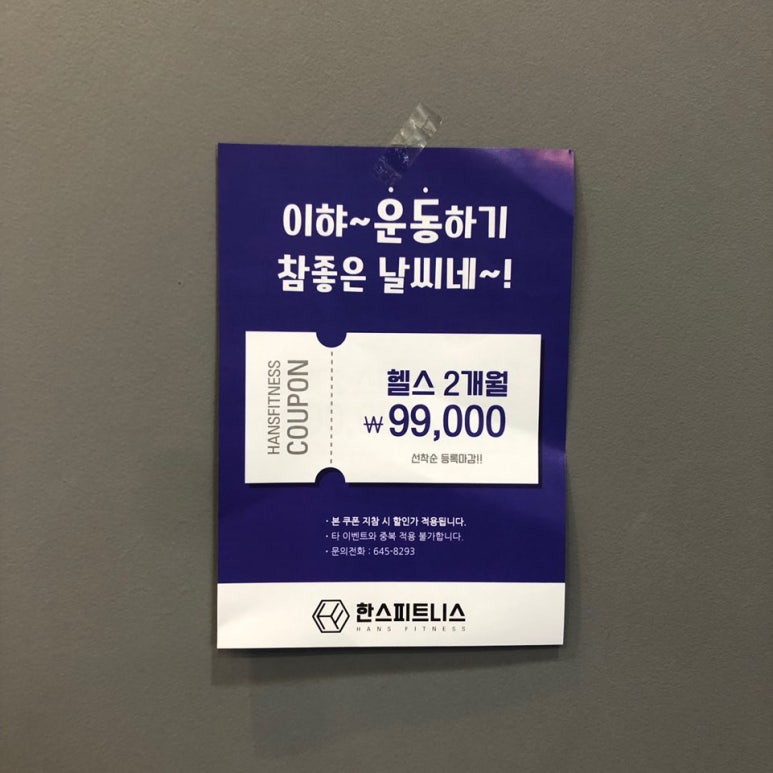 이햐~운동하기
참좋은 날씨네~!
HANSFITNESS
COUPON
헬스 2개월
₩99,000
선착순 등록마감!!
· 본 쿠폰 지참 시 할인가 적용됩니다.
· 타 이벤트와 중복 적용 불가합니다.
· 문의전화 : 645-8293
한스피트니스
HANS FITNESS